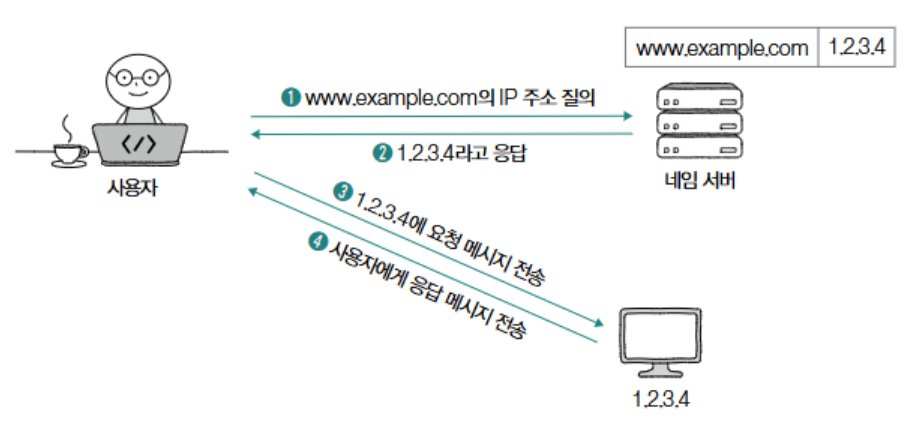 www.example.com 1.2.3.4
❶ www.example.com의 IP 주소 질의
❷ 1.2.3.4라고 응답
사용자
네임 서버
❸ 1.2.3.4에 요청 메시지 전송
❹ 사용자에게 응답 메시지 전송
</>
1.2.3.4